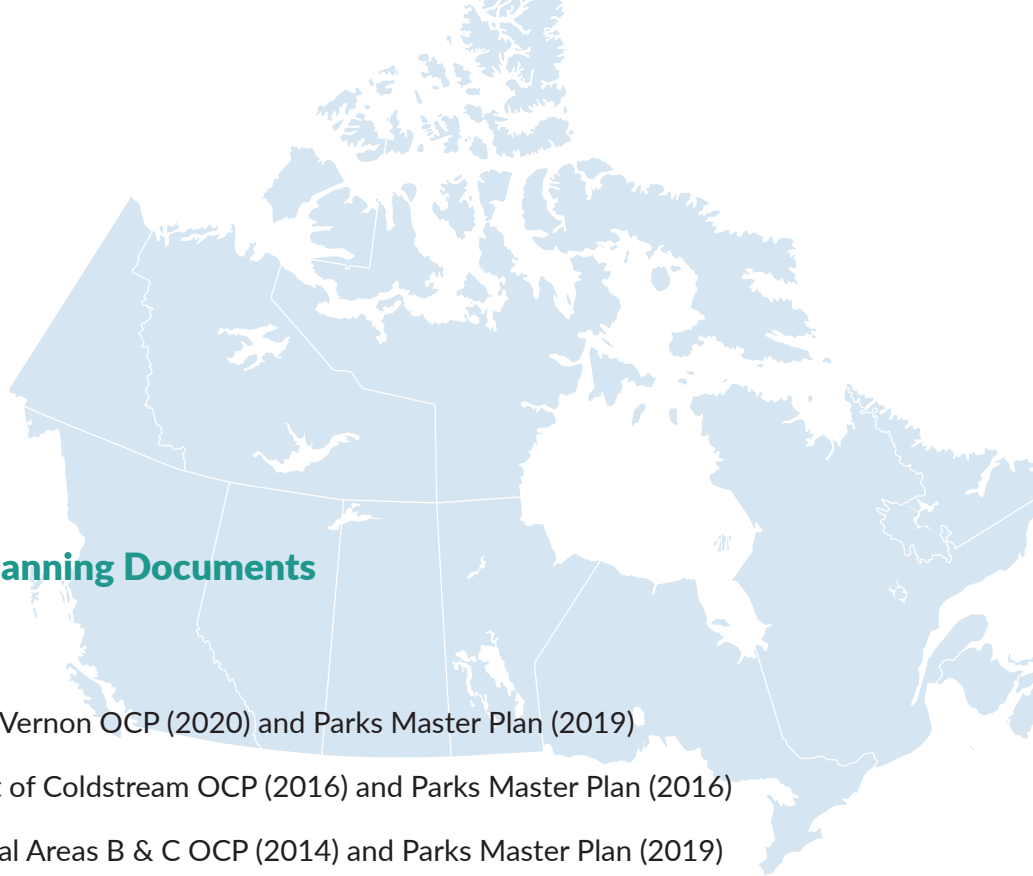 anning Documents
Vernon OCP (2020) and Parks Master Plan (2019)
t of Coldstream OCP (2016) and Parks Master Plan (2016)
al Areas B & C OCP (2014) and Parks Master Plan (2019)